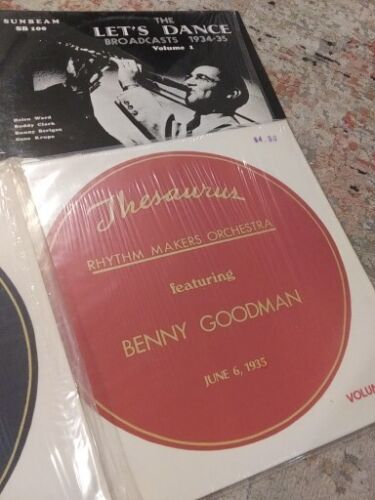 SUNBEAM
SB 100
THE
LET'S DANCE
BROADCASTS 1934-35
Volume 1
Helen Ward
Buddy Clark
Bunny Berigan
Gene Krupa
$4.50
Thesaurus
RHYTHM MAKERS ORCHESTRA
featuring
BENNY GOODMAN
JUNE 6, 1935
VOLUM